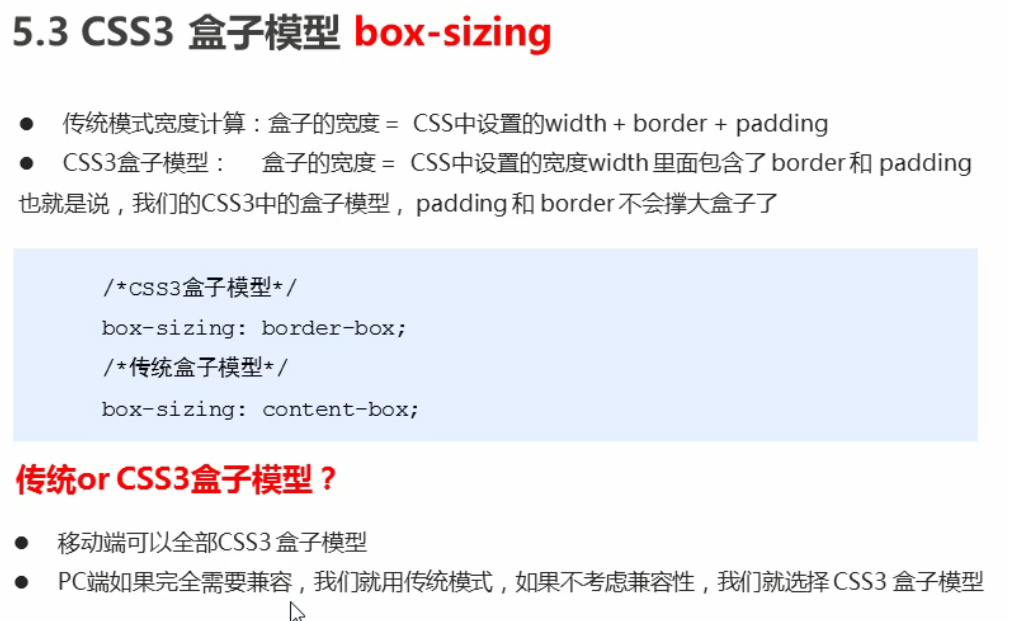 5.3 CSS3 盒子模型 box-sizing
● 传统模式宽度计算：盒子的宽度 = CSS中设置的width + border + padding
● CSS3盒子模型： 盒子的宽度 = CSS中设置的宽度width 里面包含了 border 和 padding
也就是说，我们的CSS3中的盒子模型，padding 和 border 不会撑大盒子了
/*CSS3盒子模型*/
box-sizing: border-box;
/*传统盒子模型*/
box-sizing: content-box;
传统or CSS3盒子模型？
● 移动端可以全部CSS3 盒子模型
● PC端如果完全需要兼容，我们就用传统模式，如果不考虑兼容性，我们就选择 CSS3 盒子模型